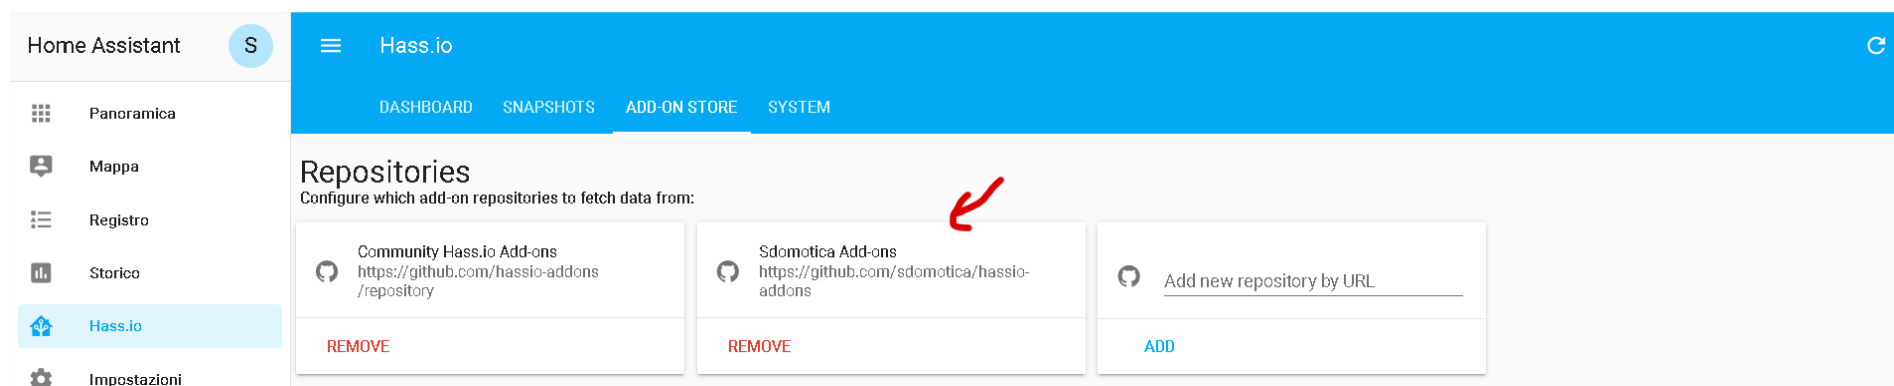 Home Assistant
S
Hass.io
DASHBOARD SNAPSHOTS ADD-ON STORE SYSTEM
Panoramica
Mappa
Registro
Storico
Hass.io
Impostazioni
Repositories
Configure which add-on repositories to fetch data from:
Community Hass.io Add-ons
https://github.com/hassio-addons
/repository
REMOVE
Sdomotica Add-ons
https://github.com/sdomotica/hassio-
addons
REMOVE
Add new repository by URL
ADD